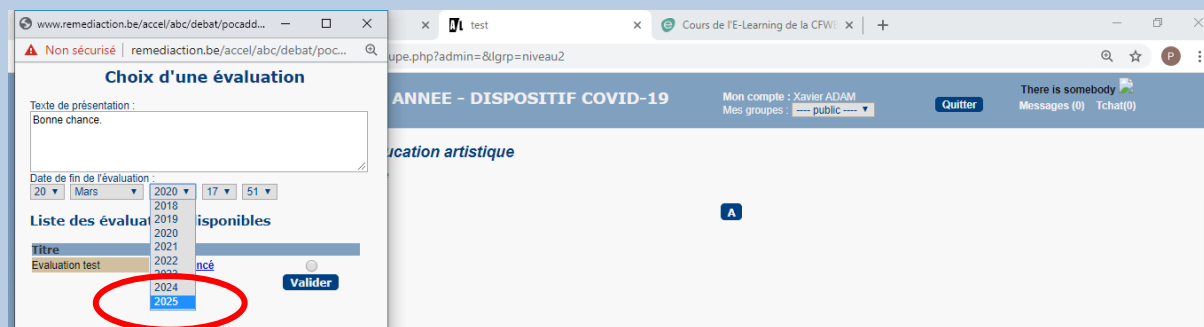 www.remediaction.be/accel/abc/debat/pocadd...
Non sécurisé | remediaction.be/accel/abc/debat/poc...
Choix d'une évaluation
Texte de présentation :
Bonne chance.
Date de fin de l'évaluation :
20 Mars 2020 17 51
2018
2019
2020
2021
2022
2023
2024
2025
Liste des évaluat isponibles
Titre
Evaluation test ncé
Valider
test
Cours de l'E-Learning de la CFWB
upe.php?admin=&lgrp=niveau2
P
ANNEE - DISPOSITIF COVID-19
Mon compte : Xavier ADAM
Mes groupes : ---- public ----
Quitter
There is somebody
Messages (0) Tchat(0)
ucation artistique
A